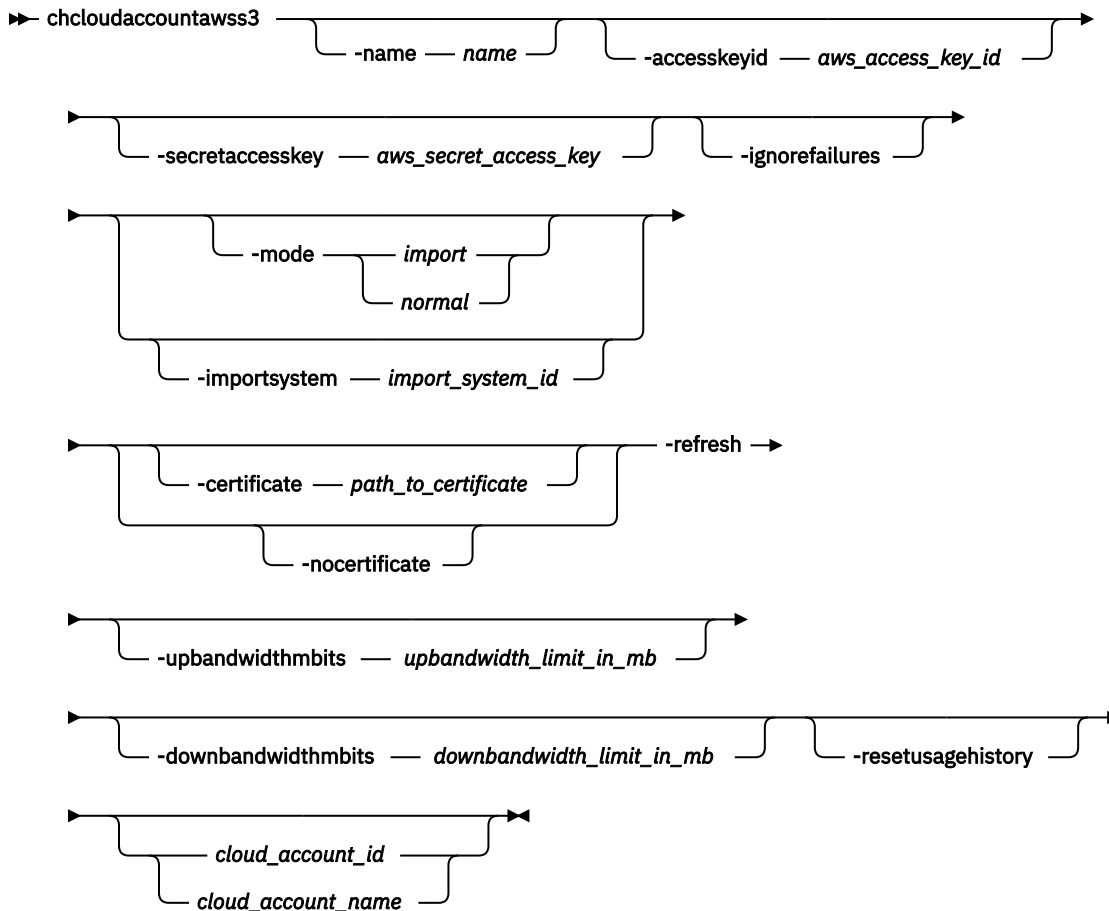 chcloudaccountawss3
-name name -accesskeyid aws_access_key_id
-secretaccesskey aws_secret_access_key -ignorefailures
-mode import
normal
-importsystem import_system_id
-refresh
-certificate path_to_certificate
-nocertificate
-upbandwidthmbits upbandwidth_limit_in_mb
-downbandwidthmbits downbandwidth_limit_in_mb -resetusagehistory
cloud_account_id
cloud_account_name